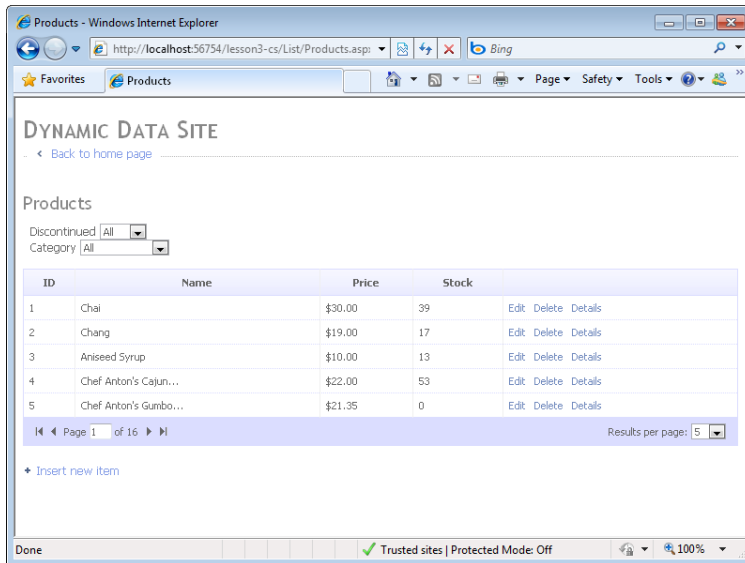 Products - Windows Internet Explorer
http://localhost:56754/lesson3-cs/List/Products.asp:
Bing
Favorites
Products
Page Safety Tools »
DYNAMIC DATA SITE
Back to home page
Products
Discontinued All
Category All
ID Name Price Stock
1 Chai $30.00 39 Edit Delete Details
2 Chang $19.00 17 Edit Delete Details
3 Aniseed Syrup $10.00 13 Edit Delete Details
4 Chef Anton's Cajun... $22.00 53 Edit Delete Details
5 Chef Anton's Gumbo... $21.35 0 Edit Delete Details
Page 1 of 16 Results per page: 5
+ Insert new item
Done Trusted sites | Protected Mode: Off 100%